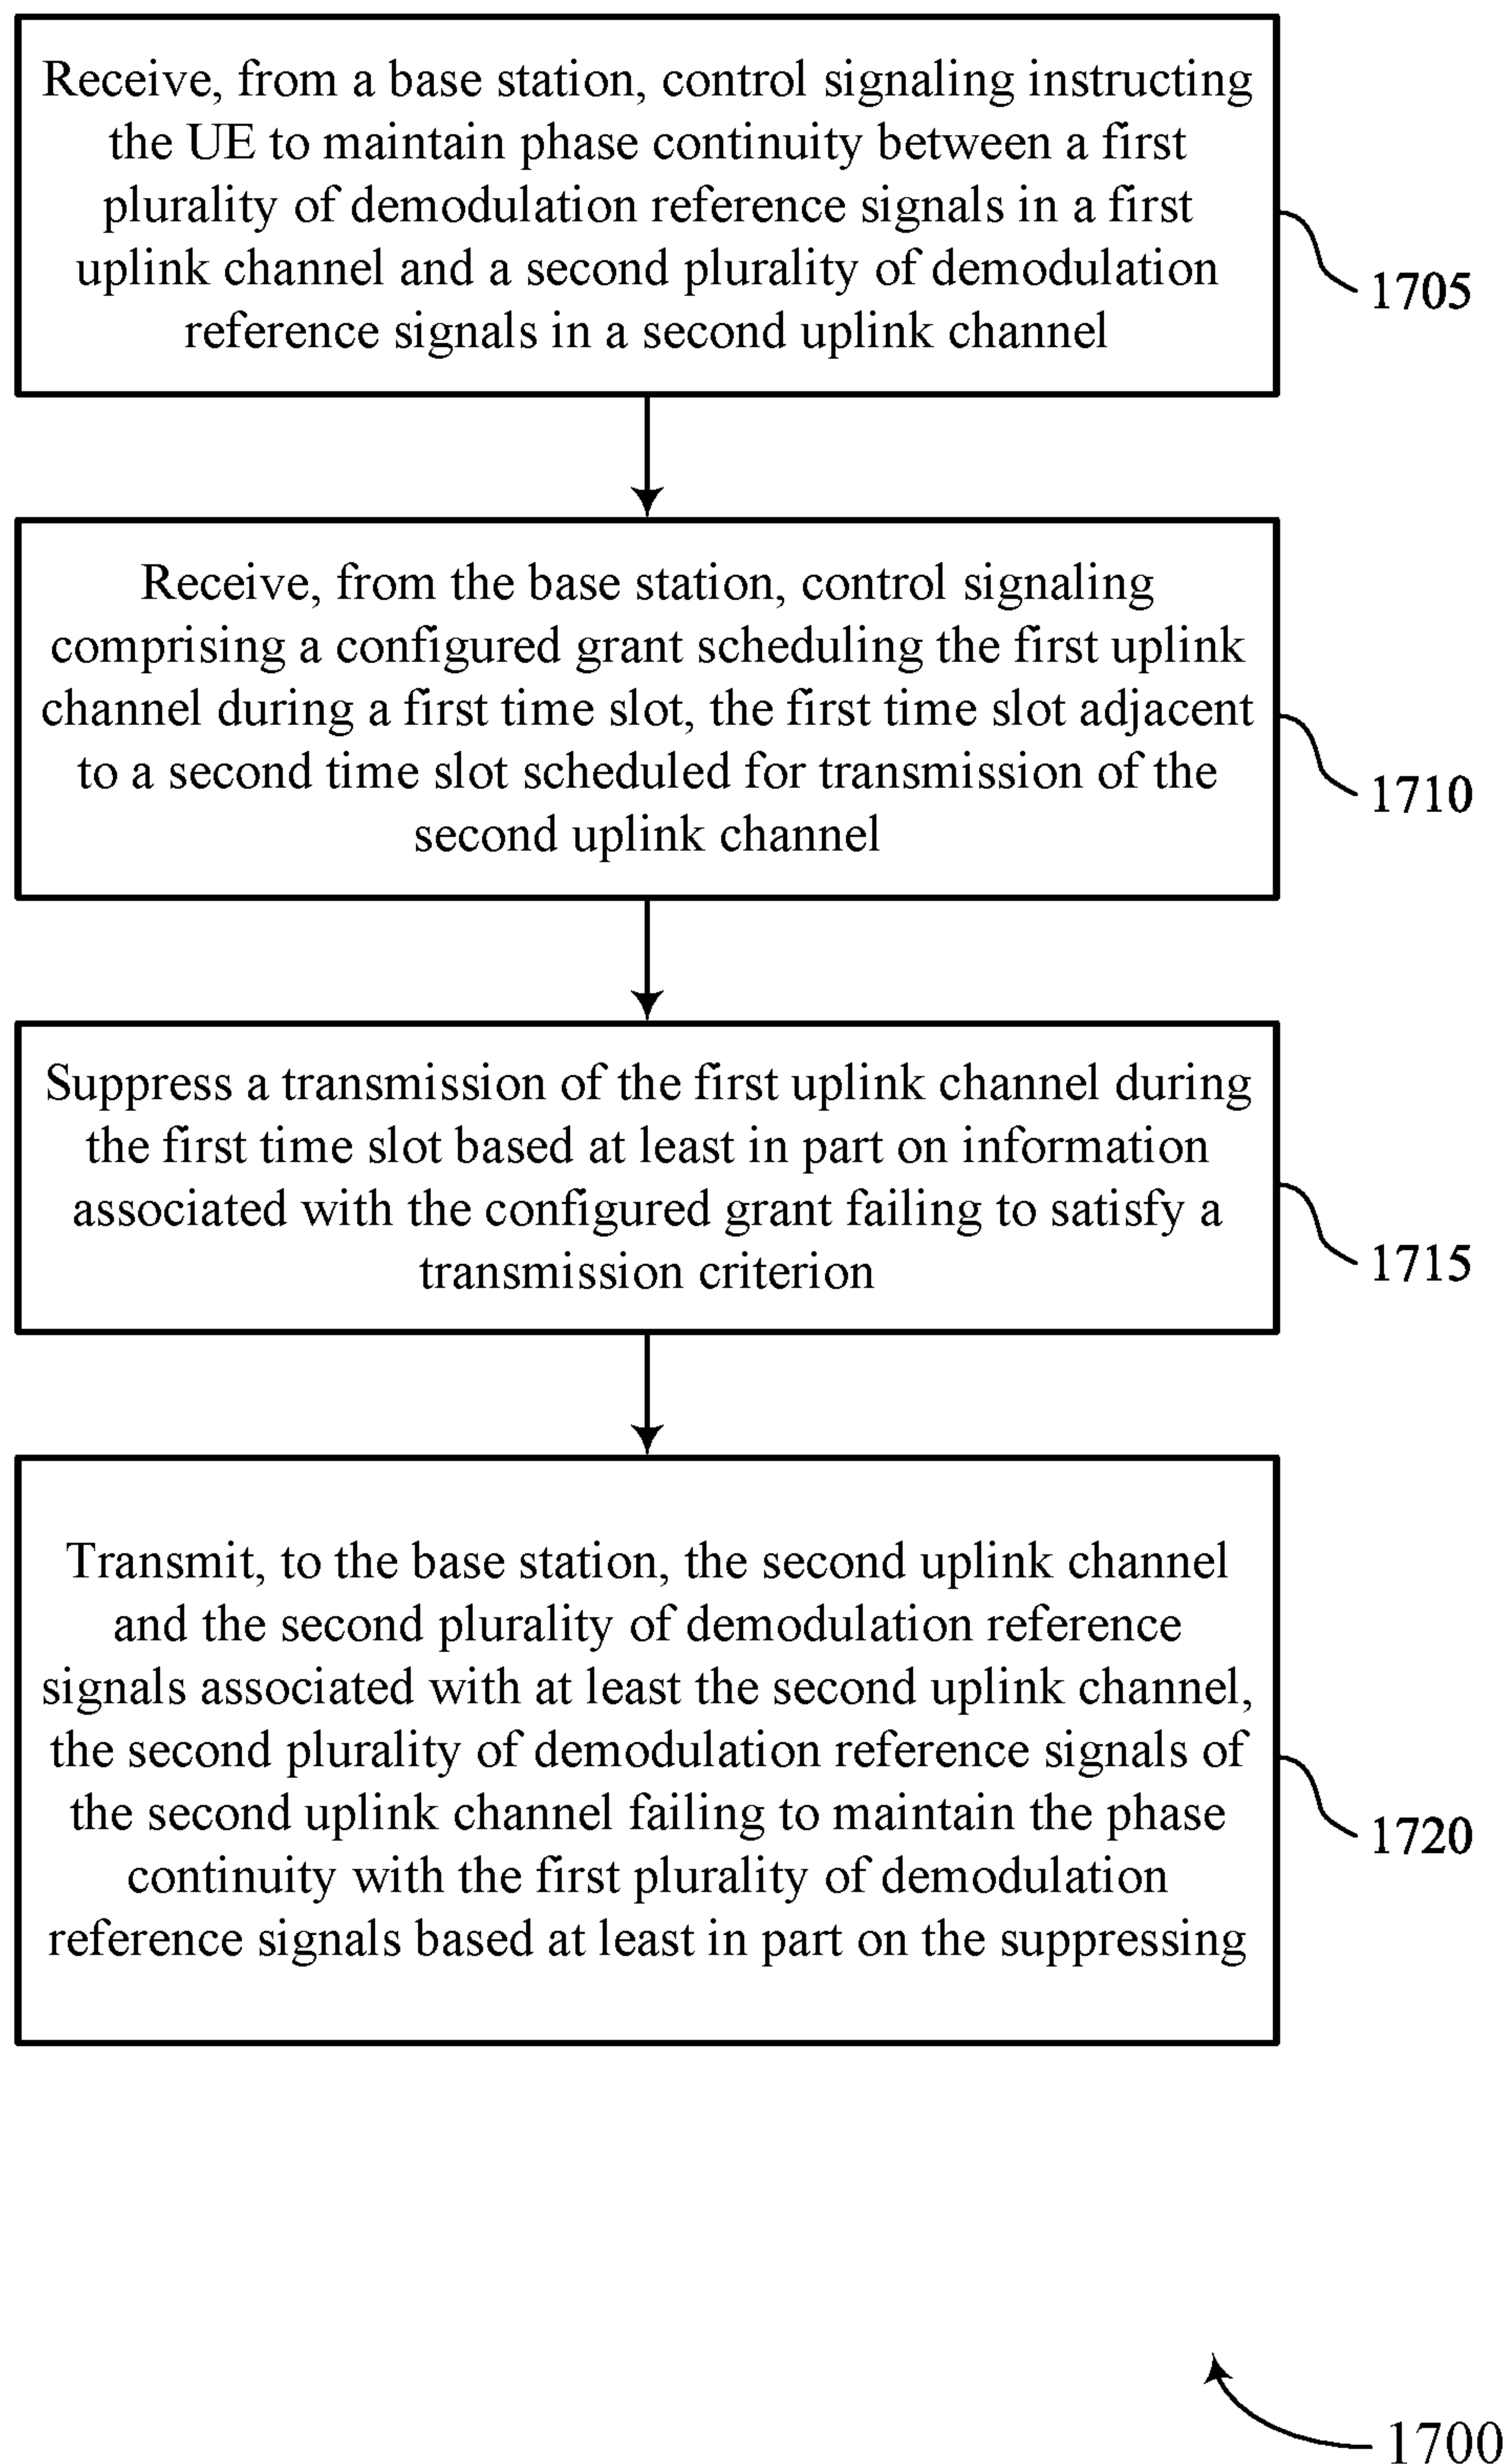 Receive, from a base station, control signaling instructing
the UE to maintain phase continuity between a first
plurality of demodulation reference signals in a first
uplink channel and a second plurality of demodulation
reference signals in a second uplink channel
1705
Receive, from the base station, control signaling
comprising a configured grant scheduling the first uplink
channel during a first time slot, the first time slot adjacent
to a second time slot scheduled for transmission of the
second uplink channel
1710
Suppress a transmission of the first uplink channel during
the first time slot based at least in part on information
associated with the configured grant failing to satisfy a
transmission criterion
1715
Transmit, to the base station, the second uplink channel
and the second plurality of demodulation reference
signals associated with at least the second uplink channel,
the second plurality of demodulation reference signals of
the second uplink channel failing to maintain the phase
continuity with the first plurality of demodulation
reference signals based at least in part on the suppressing
1720
1700